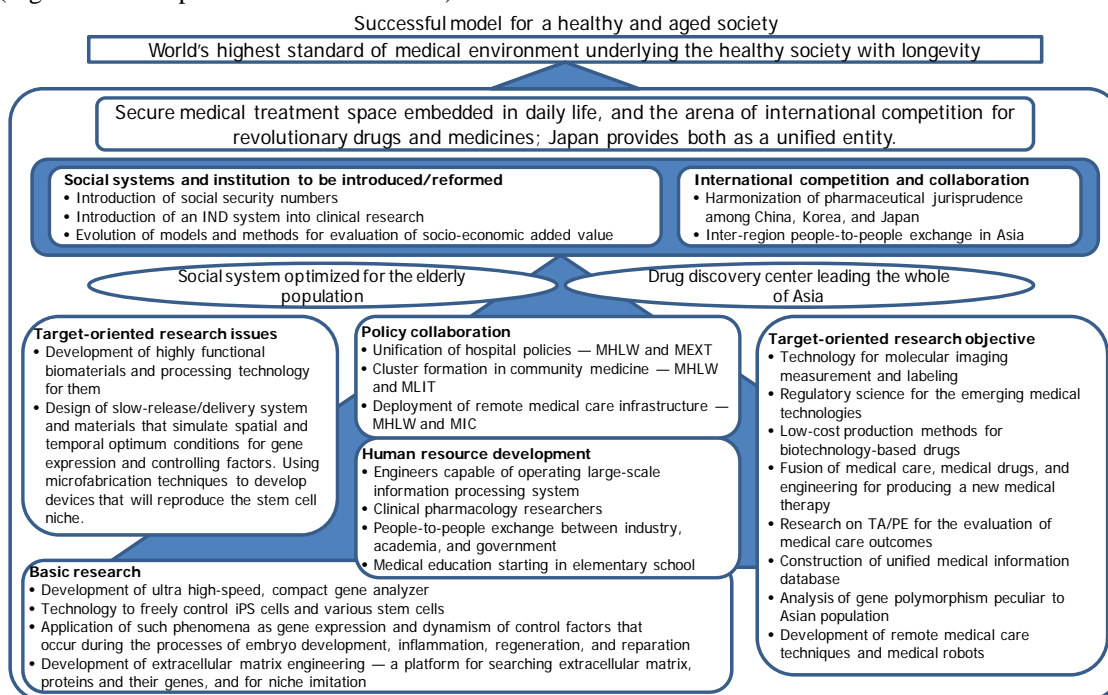 Successful model for a healthy and aged society
World's highest standard of medical environment underlying the healthy society with longevity
Secure medical treatment space embedded in daily life, and the arena of international competition for
revolutionary drugs and medicines; Japan provides both as a unified entity.
Social systems and institution to be introduced/reformed
• Introduction of social security numbers
• Introduction of an IND system into clinical research
• Evolution of models and methods for evaluation of socio-economic added value
International competition and collaboration
• Harmonization of pharmaceutical jurisprudence
among China, Korea, and Japan
• Inter-region people-to-people exchange in Asia
Social system optimized for the elderly
population
Drug discovery center leading the whole
of Asia
Target-oriented research issues
• Development of highly functional
biomaterials and processing technology
for them
• Design of slow-release/delivery system
and materials that simulate spatial and
temporal optimum conditions for gene
expression and controlling factors. Using
microfabrication techniques to develop
devices that will reproduce the stem cell
niche.
Policy collaboration
• Unification of hospital policies — MHLW and MEXT
• Cluster formation in community medicine — MHLW
and MLIT
• Deployment of remote medical care infrastructure —
MHLW and MIC
Human resource development
• Engineers capable of operating large-scale
information processing system
• Clinical pharmacology researchers
• People-to-people exchange between industry,
academia, and government
• Medical education starting in elementary school
Target-oriented research objective
• Technology for molecular imaging
measurement and labeling
• Regulatory science for the emerging medical
technologies
• Low-cost production methods for
biotechnology-based drugs
• Fusion of medical care, medical drugs, and
engineering for producing a new medical
therapy
• Research on TA/PE for the evaluation of
medical care outcomes
• Construction of unified medical information
database
• Analysis of gene polymorphism peculiar to
Asian population
• Development of remote medical care
techniques and medical robots
Basic research
• Development of ultra high-speed, compact gene analyzer
• Technology to freely control iPS cells and various stem cells
• Application of such phenomena as gene expression and dynamism of control factors that
occur during the processes of embryo development, inflammation, regeneration, and reparation
• Development of extracellular matrix engineering — a platform for searching extracellular matrix,
proteins and their genes, and for niche imitation